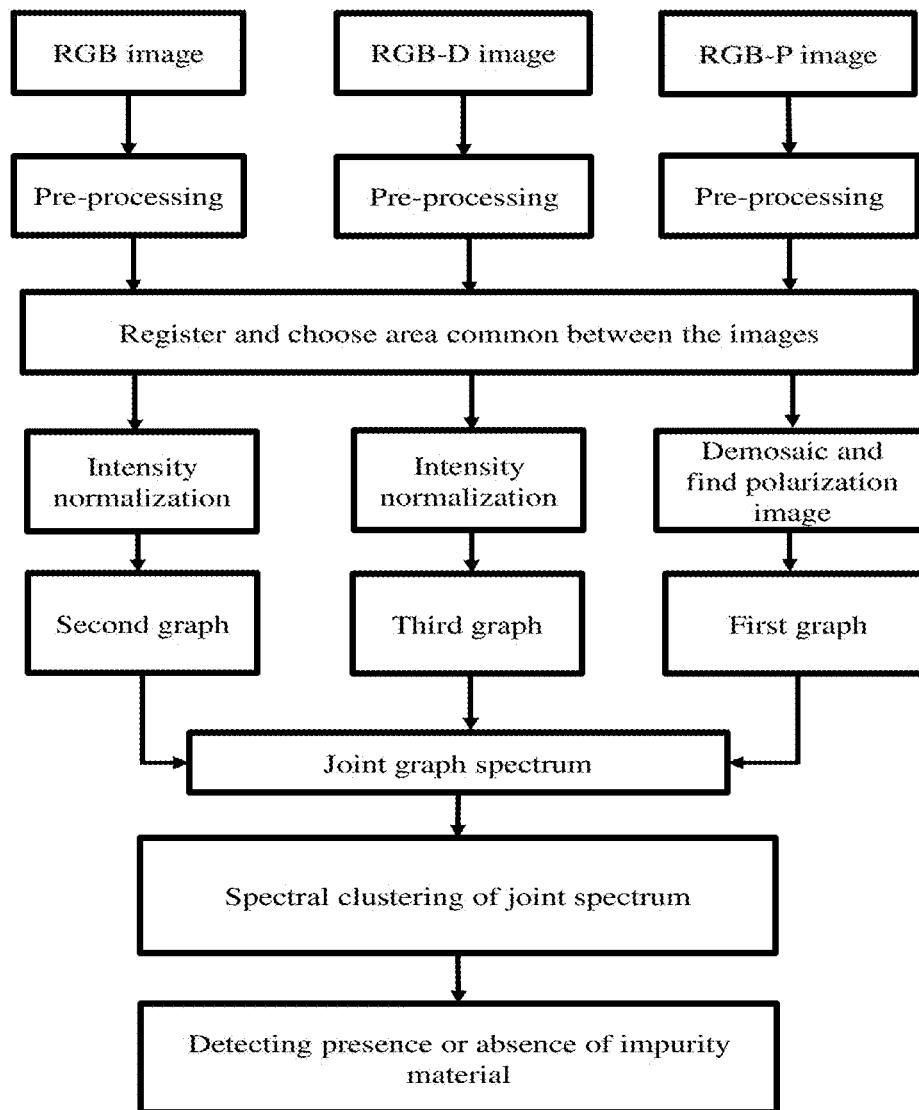 RGB image
RGB-D image
RGB-P image
Pre-processing
Pre-processing
Pre-processing
Register and choose area common between the images
Intensity
normalization
Intensity
normalization
Demosaic and
find polarization
image
Second graph
Third graph
First graph
Joint graph spectrum
Spectral clustering of joint spectrum
Detecting presence or absence of impurity
material